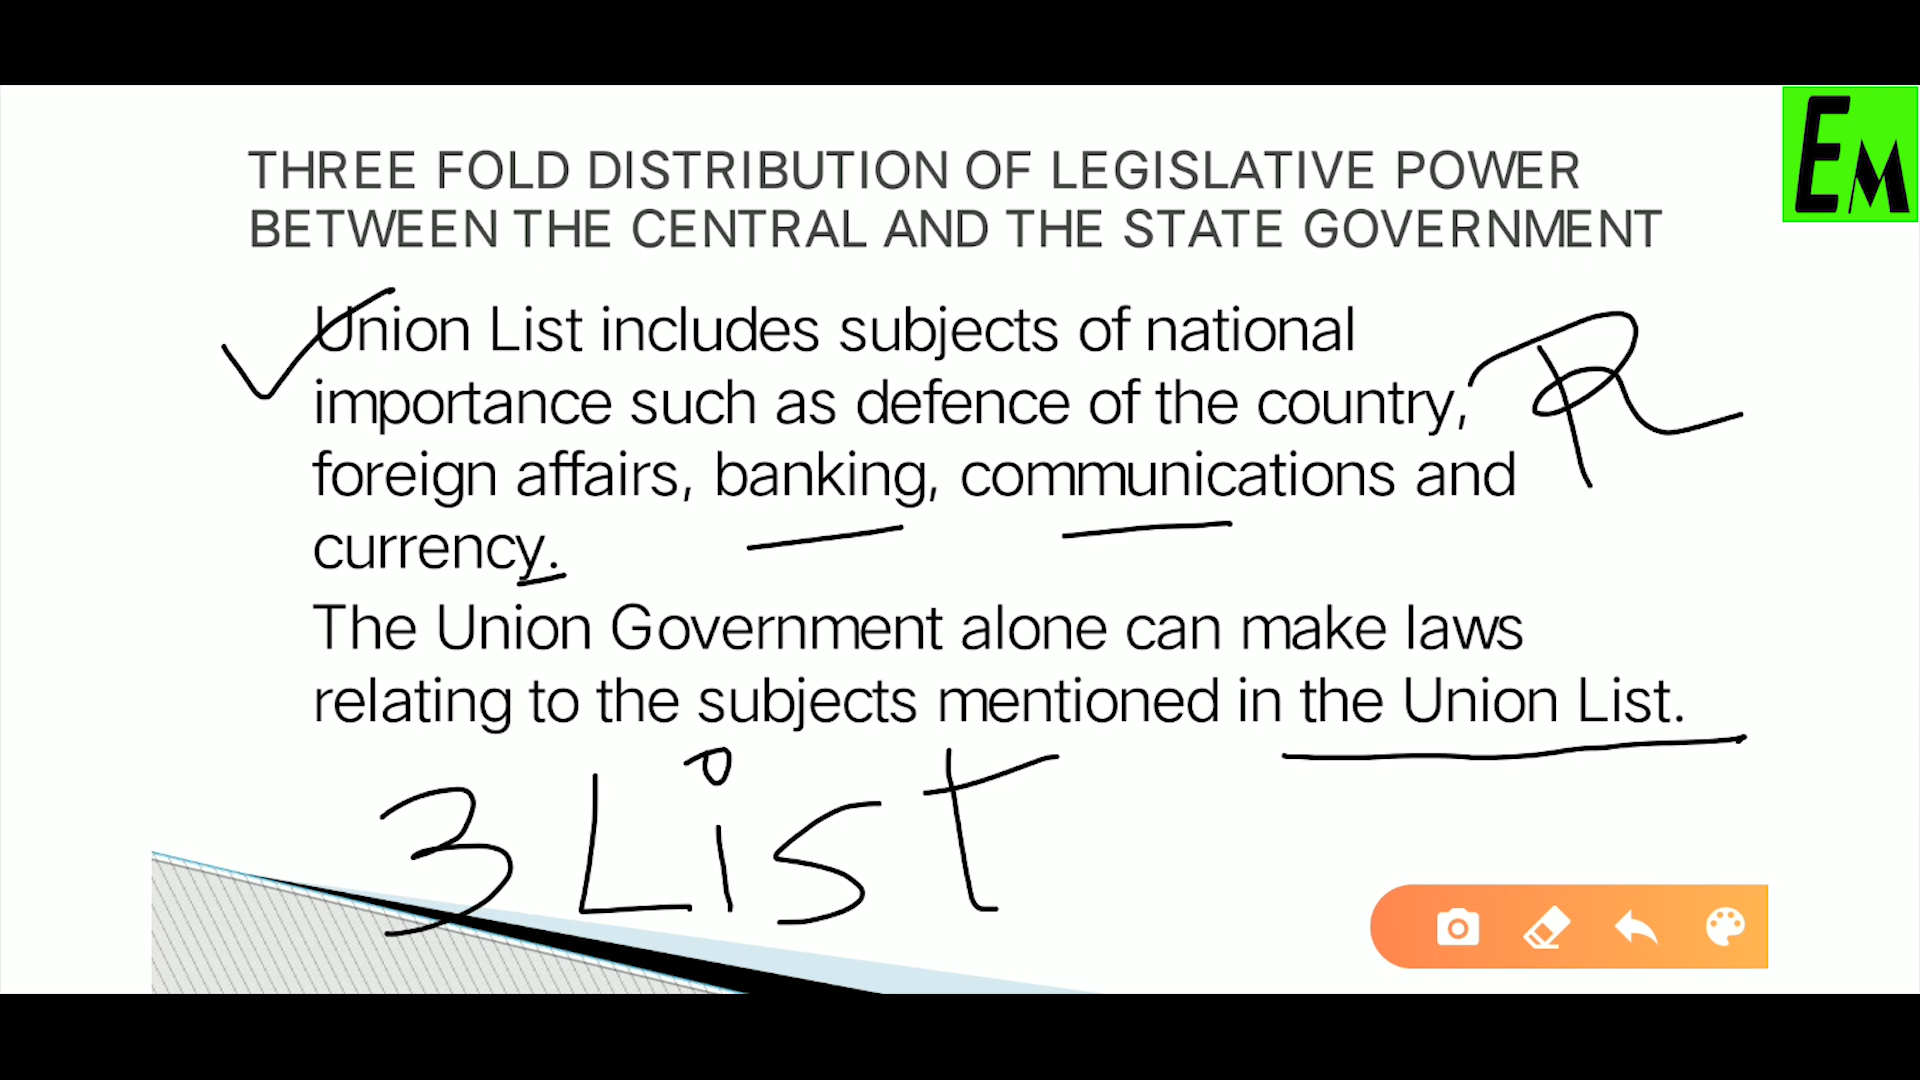 THREE FOLD DISTRIBUTION OF LEGISLATIVE POWER
BETWEEN THE CENTRAL AND THE STATE GOVERNMENT
EM
Union List includes subjects of national
importance such as defence of the country,
R
foreign affairs, banking, communications and
currency.
The Union Government alone can make laws
relating to the subjects mentioned in the Union List.
3 List